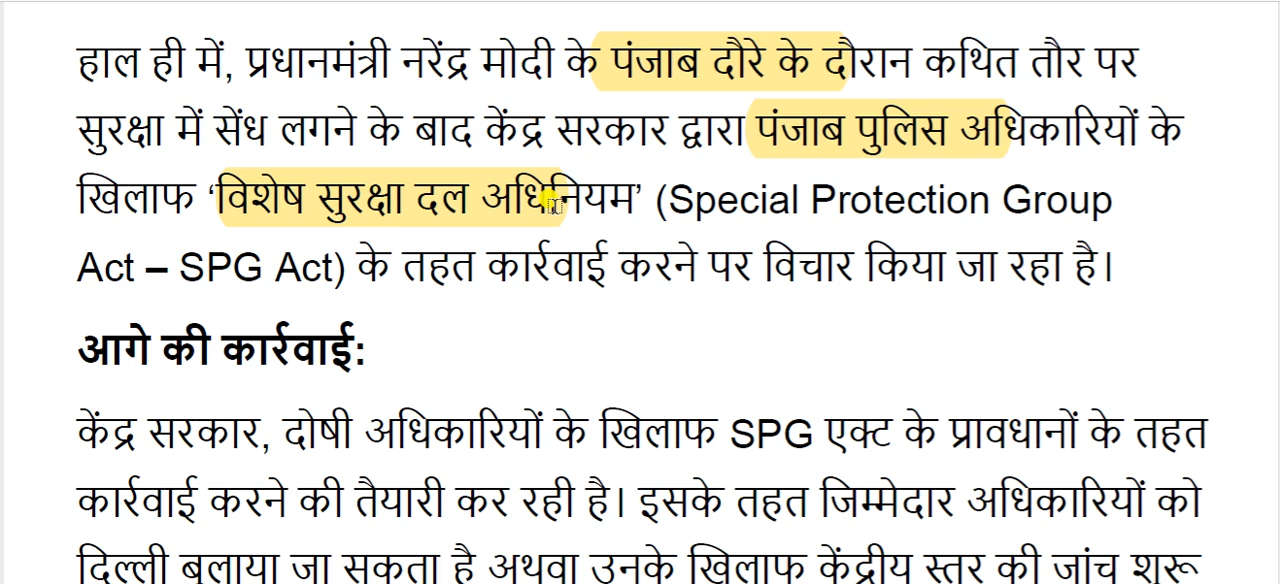 हाल ही में, प्रधानमंत्री नरेंद्र मोदी के पंजाब दौरे के दौरान कथित तौर पर
सुरक्षा में सेंध लगने के बाद केंद्र सरकार द्वारा पंजाब पुलिस अधिकारियों के
खिलाफ ‘विशेष सुरक्षा दल अधिनियम’ (Special Protection Group
Act – SPG Act) के तहत कार्रवाई करने पर विचार किया जा रहा है।
आगे की कार्रवाई:
केंद्र सरकार, दोषी अधिकारियों के खिलाफ SPG एक्ट के प्रावधानों के तहत
कार्रवाई करने की तैयारी कर रही है। इसके तहत जिम्मेदार अधिकारियों को
दिल्ली बुलाया जा सकता है अथवा उनके खिलाफ केंद्रीय स्तर की जांच शुरू